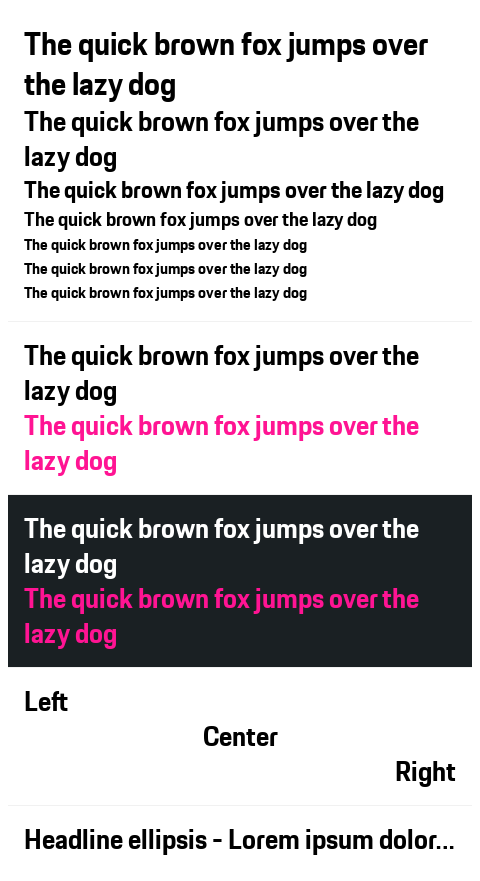 The quick brown fox jumps over
the lazy dog
The quick brown fox jumps over the
lazy dog
The quick brown fox jumps over the lazy dog
The quick brown fox jumps over the lazy dog
The quick brown fox jumps over the lazy dog
The quick brown fox jumps over the lazy dog
The quick brown fox jumps over the lazy dog
The quick brown fox jumps over the
lazy dog
The quick brown fox jumps over the
lazy dog
The quick brown fox jumps over the
lazy dog
The quick brown fox jumps over the
lazy dog
Left
Center
Right
Headline ellipsis - Lorem ipsum dolor...